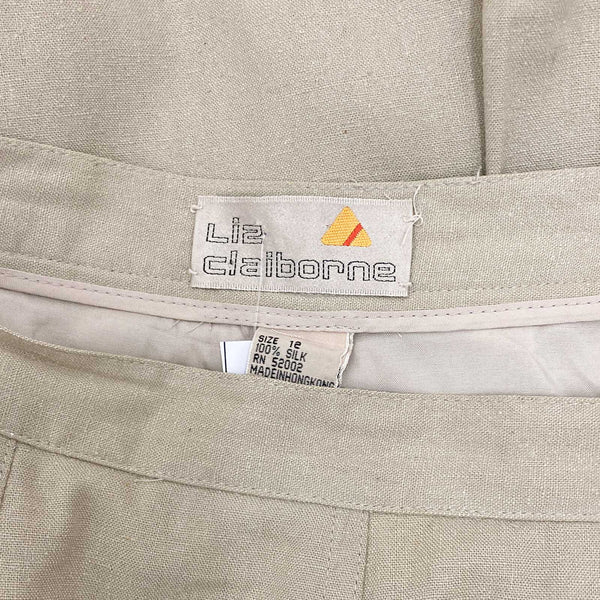 Liz
claiborne
SIZE 12
100% SILK
RN 52002
MADEINHONGKONG